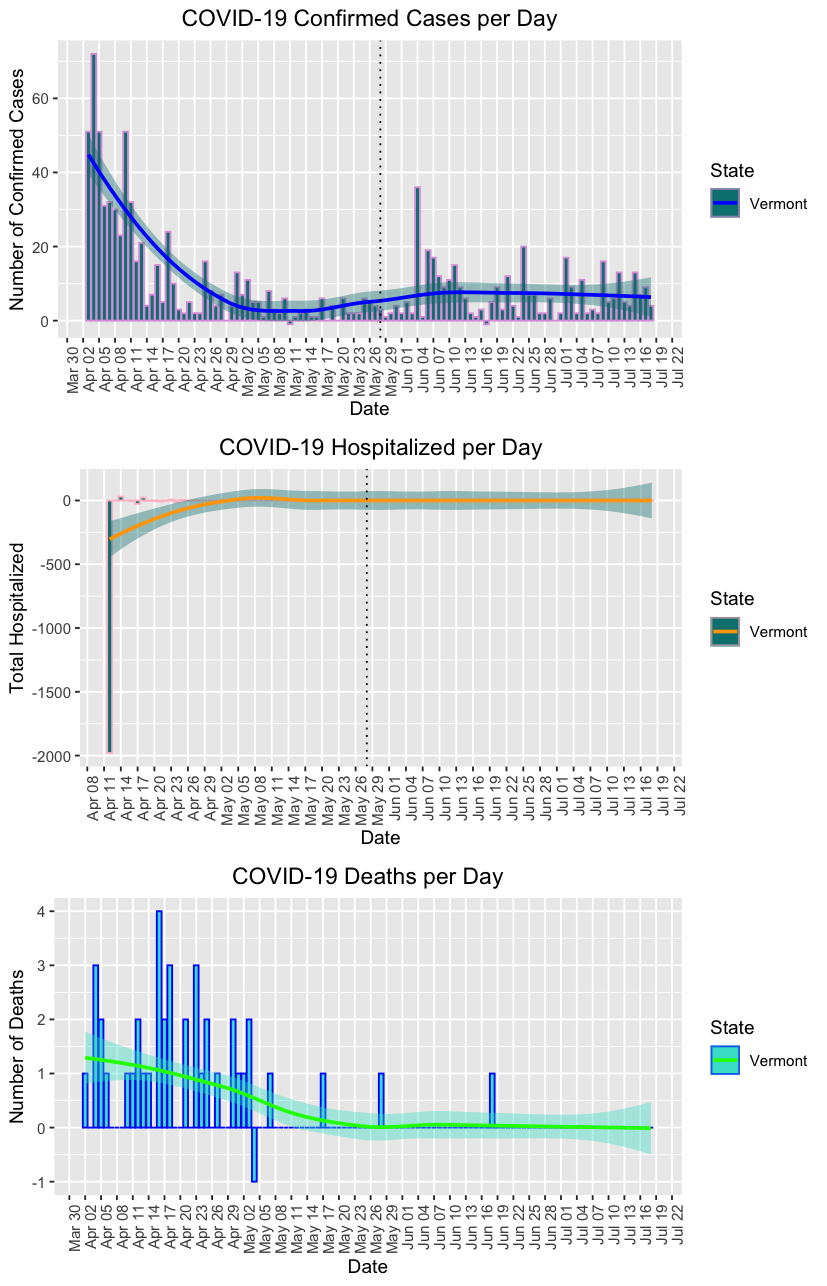 COVID-19 Confirmed Cases per Day
Number of Confirmed Cases
60
40
20
0
Mar 30
Apr 02
Apr 05
Apr 08
Apr 11
Apr 14
Apr 17
Apr 20
Apr 23
Apr 26
Apr 29
May 02
May 05
May 08
May 11
May 14
May 17
May 20
May 23
May 26
May 29
Jun 01
Jun 04
Jun 07
Jun 10
Jun 13
Jun 16
Jun 19
Jun 22
Jun 25
Jun 28
Jul 01
Jul 04
Jul 07
Jul 10
Jul 13
Jul 16
Jul 19
Jul 22
Date
State
Vermont
COVID-19 Hospitalized per Day
Total Hospitalized
0
-500
-1000
-1500
-2000
Apr 08
Apr 11
Apr 14
Apr 17
Apr 20
Apr 23
Apr 26
Apr 29
May 02
May 05
May 08
May 11
May 14
May 17
May 20
May 23
May 26
May 29
Jun 01
Jun 04
Jun 07
Jun 10
Jun 13
Jun 16
Jun 19
Jun 22
Jun 25
Jun 28
Jul 01
Jul 04
Jul 07
Jul 10
Jul 13
Jul 16
Jul 19
Jul 22
Date
State
Vermont
COVID-19 Deaths per Day
Number of Deaths
4
3
2
1
0
-1
Mar 30
Apr 02
Apr 05
Apr 08
Apr 11
Apr 14
Apr 17
Apr 20
Apr 23
Apr 26
Apr 29
May 02
May 05
May 08
May 11
May 14
May 17
May 20
May 23
May 26
May 29
Jun 01
Jun 04
Jun 07
Jun 10
Jun 13
Jun 16
Jun 19
Jun 22
Jun 25
Jun 28
Jul 01
Jul 04
Jul 07
Jul 10
Jul 13
Jul 16
Jul 19
Jul 22
Date
State
Vermont